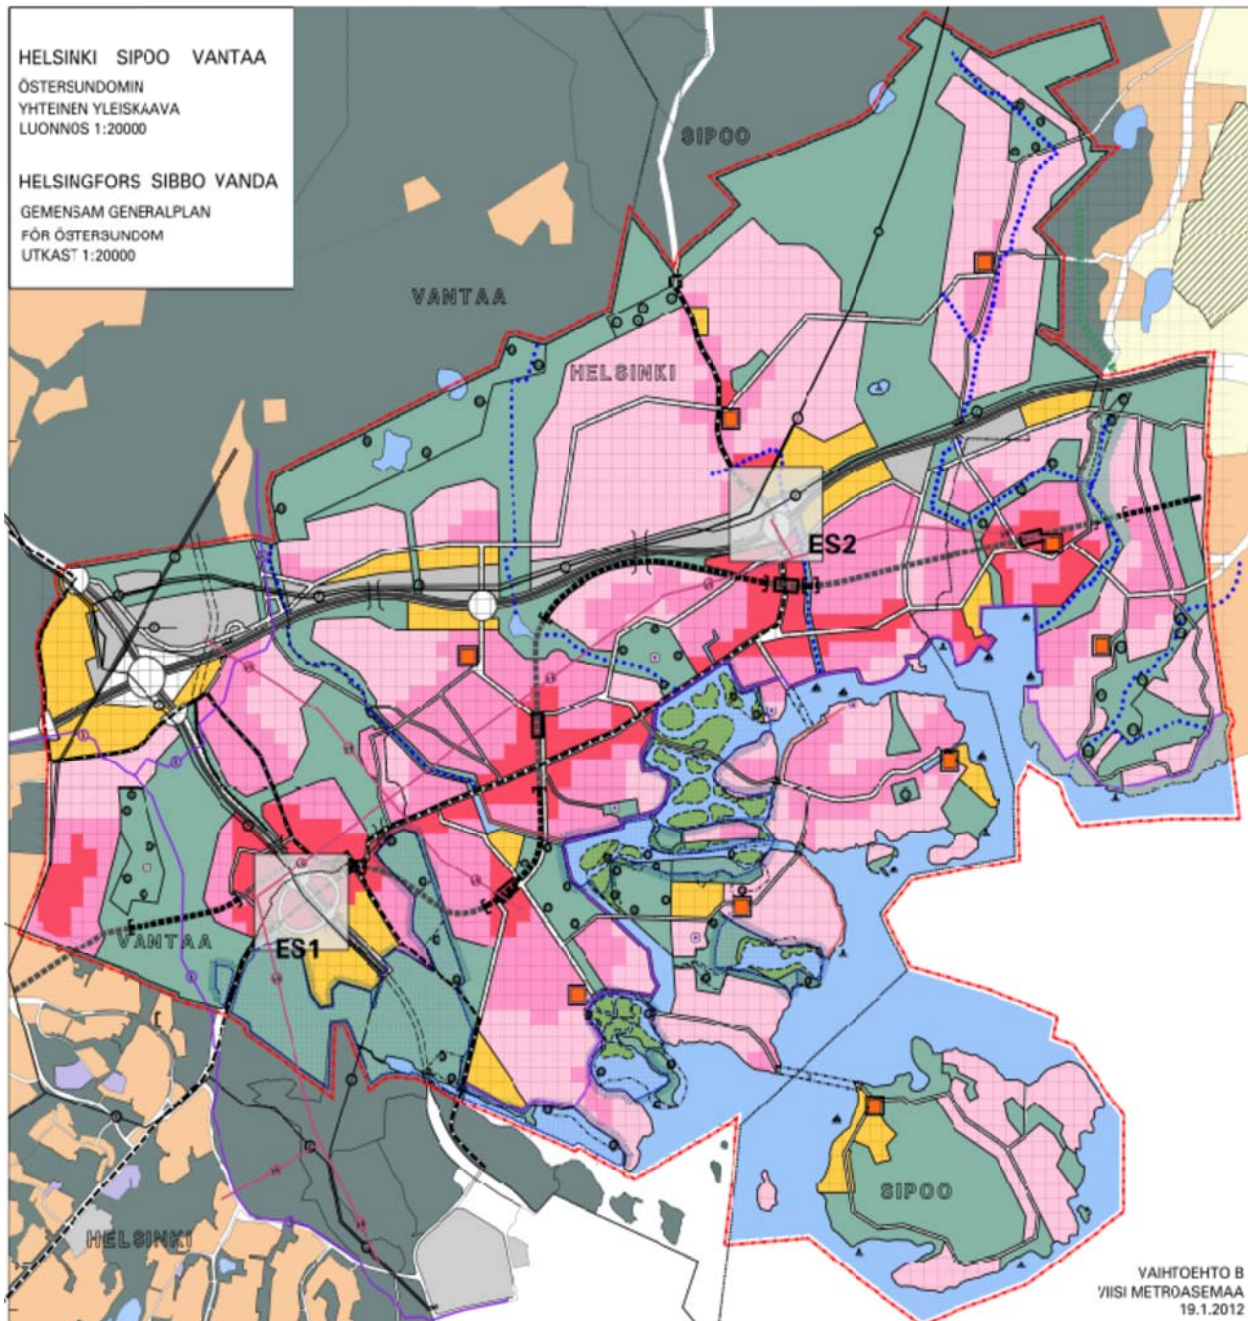 HELSINKI SIPOO VANTAA
ÖSTERSUNDOMIN
YHTEINEN YLEISKAAVA
LUONNOS 1:20000
HELSINGFORS SIBBO VANDA
GEMENSAM GENERALPLAN
FÖR ÖSTERSUNDOM
UTKAST 1:20000
SIPOO
VANTAA
HELSINKI
ES2
ES1
VANTAA
SIPOO
HELSINKI
VAIHTOEHTO B
VIISI METROASEMAA
19.1.2012